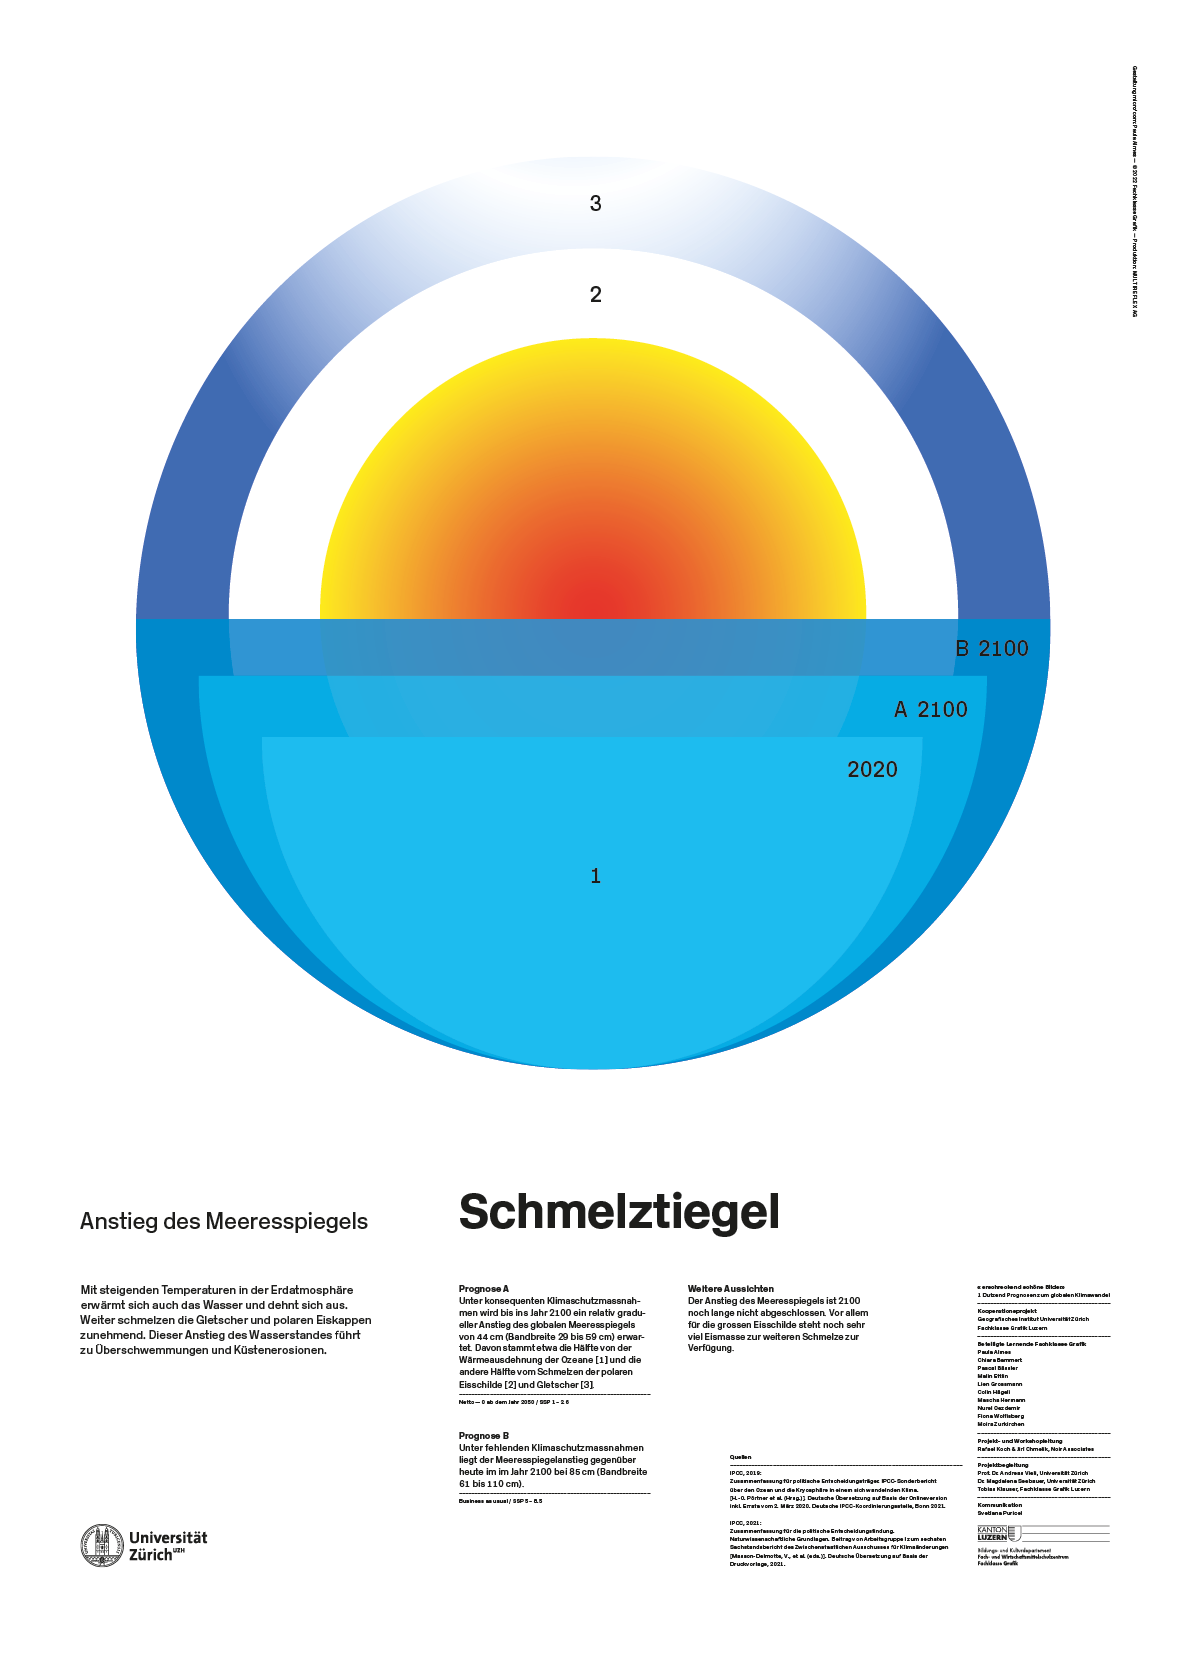 Gestaltung
Paula Almes — © 2022 Fachklasse Grafik — Produktion: MULTIREFLEX AG
3
2
B 2100
A 2100
2020
1
Schmelztiegel
Anstieg des Meeresspiegels
Mit steigenden Temperaturen in der Erdatmosphäre
erwärmt sich auch das Wasser und dehnt sich aus.
Weiter schmelzen die Gletscher und polaren Eiskappen
zunehmend. Dieser Anstieg des Wasserstandes führt
zu Überschwemmungen und Küstenerosionen.
Prognose A
Unter konsequenten Klimaschutzmassnah-
men wird bis ins Jahr 2100 ein relativ gradu-
eller Anstieg des globalen Meeresspiegels
von 44 cm (Bandbreite 29 bis 59 cm) erwar-
tet. Davon stammt etwa die Hälfte von der
Wärmeausdehnung der Ozeane [1] und die
andere Hälfte vom Schmelzen der polaren
Eisschilde [2] und Gletscher [3].
Netto — 0 ab dem Jahr 2050 / SSP 1 – 2.6
Prognose B
Unter fehlenden Klimaschutzmassnahmen
liegt der Meeresspiegelanstieg gegenüber
heute im im Jahr 2100 bei 85 cm (Bandbreite
61 bis 110 cm).
Business as usual / SSP 5 – 8.5
Weitere Aussichten
Der Anstieg des Meeresspiegels ist 2100
noch lange nicht abgeschlossen. Vor allem
für die grossen Eisschilde steht noch sehr
viel Eismasse zur weiteren Schmelze zur
Verfügung.
Quellen
IPCC, 2019:
Zusammenfassung für politische Entscheidungsträger. IPCC-Sonderbericht
über den Ozean und die Kryosphäre in einem sich wandelnden Klima.
[H.-O. Pörtner et al. (Hrsg.)]. Deutsche Übersetzung auf Basis der Onlineversion
inkl. Errata vom 2. März 2020. Deutsche IPCC-Koordinierungsstelle, Bonn 2021.
IPCC, 2021:
Zusammenfassung für die politische Entscheidungsfindung.
Naturwissenschaftliche Grundlagen. Beitrag von Arbeitsgruppe I zum sechsten
Sachstandsbericht des Zwischenstaatlichen Ausschusses für Klimaänderungen
[Masson-Delmotte, V., et al. (eds.)]. Deutsche Übersetzung auf Basis der
Druckvorlage, 2021.
erschreckend schöne Bilder
1 Dutzend Prognosen zum globalen Klimawandel
Kooperationsprojekt
Geografisches Institut Universität Zürich
Fachklasse Grafik Luzern
Beteiligte Lernende Fachklasse Grafik
Paula Almes
Chiara Bammert
Pascal Bässler
Malin Ettlin
Lien Grossmann
Colin Hägeli
Mascha Hermann
Nurel Oezdemir
Fiona Wolfisberg
Moira Zurkirchen
Projekt- und Workshopleitung
Rafael Koch & Jiri Chmelik, Noir Associates
Projektbegleitung
Prof. Dr. Andreas Vieli, Universität Zürich
Dr. Magdalena Seebauer, Universität Zürich
Tobias Klauser, Fachklasse Grafik Luzern
Kommunikation
Svetlana Puricel
KANTON
LUZERN
Bildungs- und Kulturdepartement
Fach- und Wirtschaftsmittelschulzentrum
Fachklasse Grafik
Universität
Zürich UZH